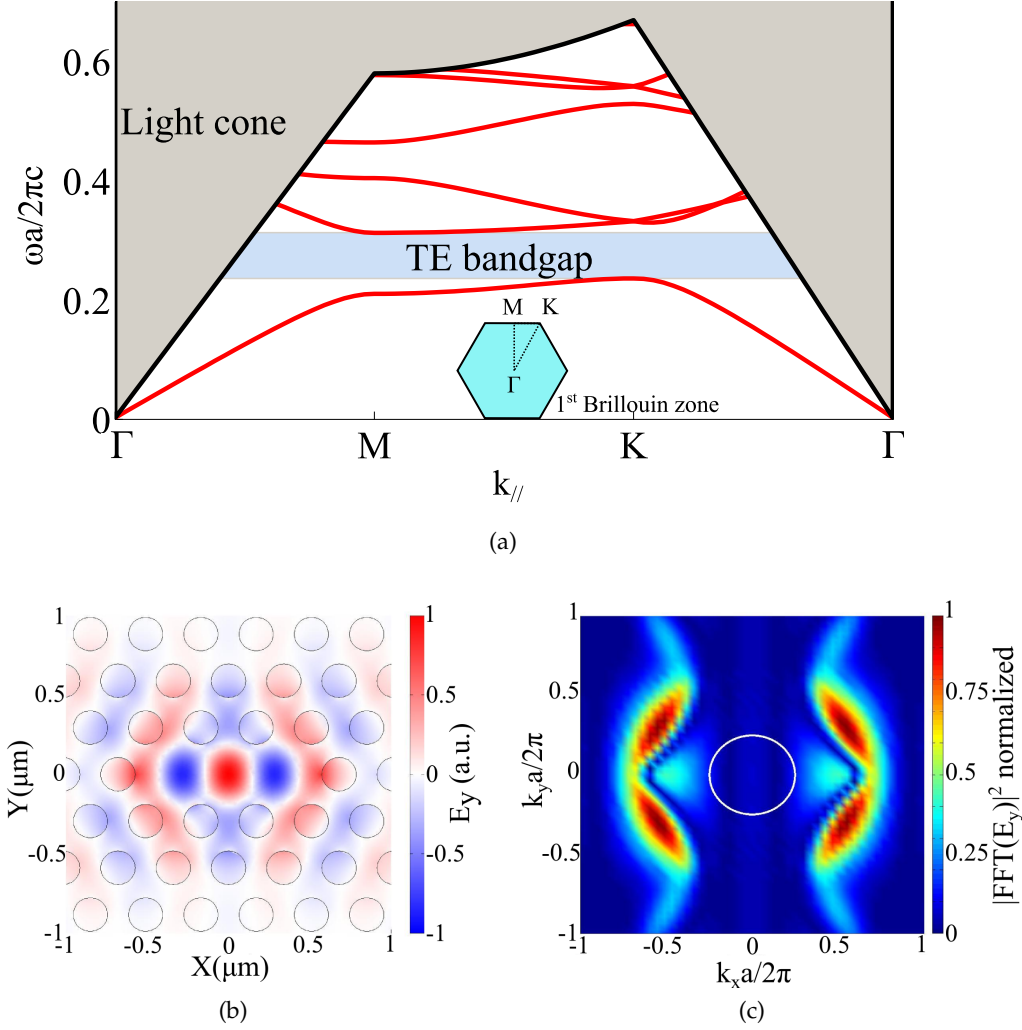 0.6
Light cone
0.4
ωa/2πc
TE bandgap
0.2
M K
Γ
1st Brillouin zone
0
Γ M K Γ
k//
(a)
1 1 1 1
0.5 0.5 0.5 0.75
Y(μm) 0 0 Ey (a.u.) kya/2π 0 0.5 |FFT(Ey)|² normalized
-0.5 -0.5 -0.5 0.25
-1 -1 -1 0
-1 -0.5 0 0.5 1 -1 -0.5 0 0.5 1
X(μm) kxa/2π
(b) (c)